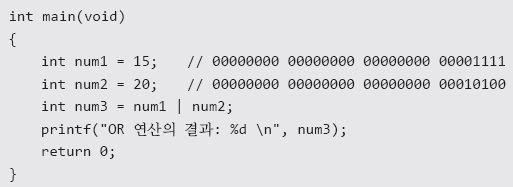 int main(void)
{
    int num1 = 15;    // 00000000 00000000 00000000 00001111
    int num2 = 20;    // 00000000 00000000 00000000 00010100
    int num3 = num1 | num2;
    printf("OR 연산의 결과: %d \n", num3);
    return 0;
}